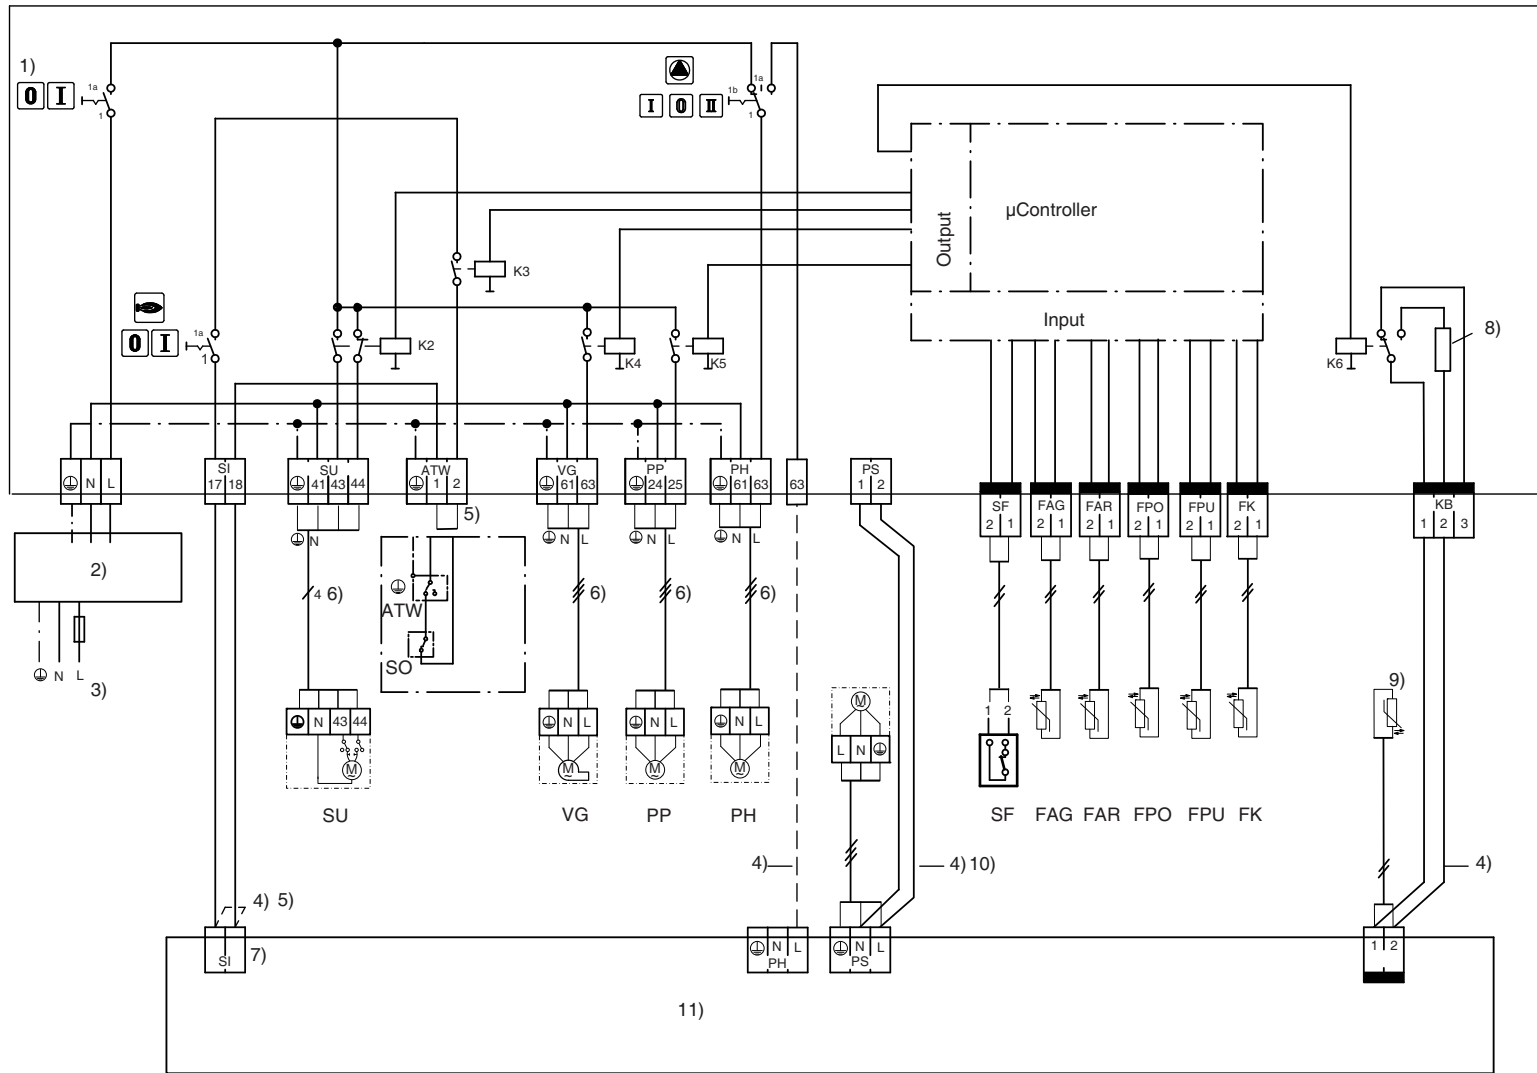 1)
0 I
1a
1
1a
1b
I 0 II
1
µController
Output
Input
K3
0 I
1a
1
K2
K4
K5
K6
8)
N L
SI
17 18
SU
41 43 44
ATW
1 2
VG
61 63
PP
24 25
PH
61 63
63
PS
1 2
SF
2 1
FAG
2 1
FAR
2 1
FPO
2 1
FPU
2 1
FK
2 1
KB
1 2 3
5)
N
N L
N L
N L
2)
4 6)
ATW
SO
6)
6)
6)
N L
3)
9)
N 43 44
M
N L
M
~
N L
M
~
N L
M
~
M
L N
1 2
SU
VG
PP
PH
SF
FAG
FAR
FPO
FPU
FK
4)
4) 10)
4)
4) 5)
SI
7)
N L
PH
N L
PS
1 2
11)